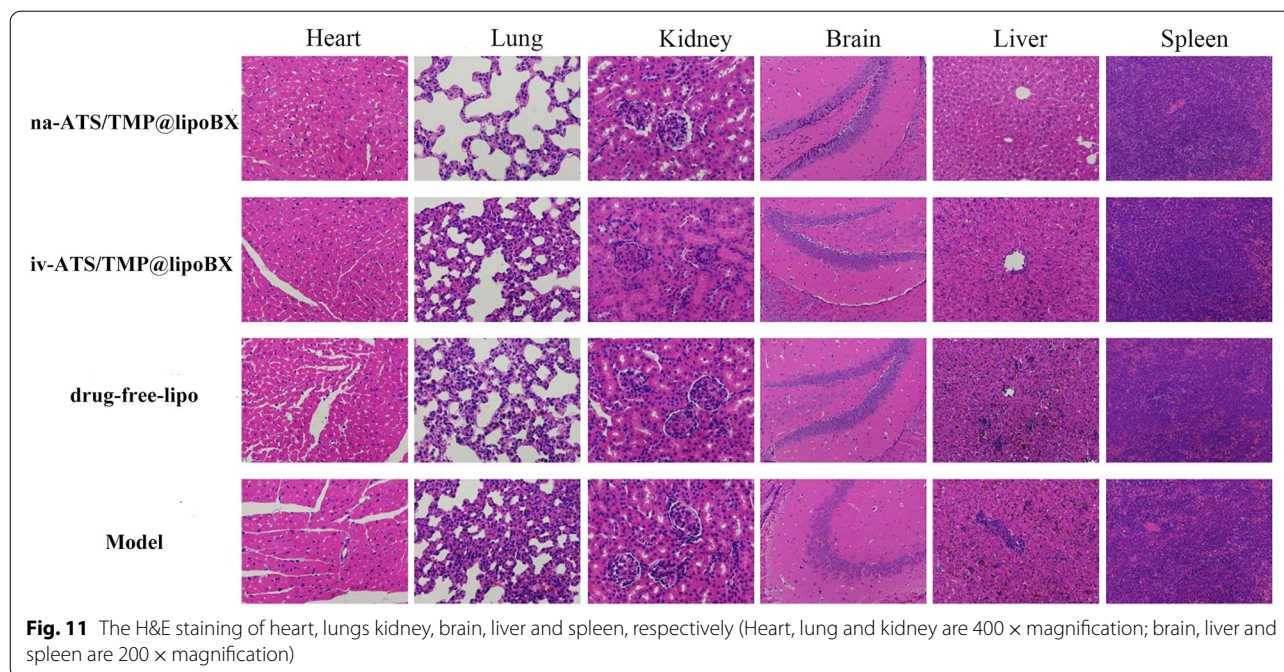 Heart Lung Kidney Brain Liver Spleen
na-ATS/TMP@lipoBX
iv-ATS/TMP@lipoBX
drug-free-lipo
Model
Fig. 11 The H&E staining of heart, lungs kidney, brain, liver and spleen, respectively (Heart, lung and kidney are 400 × magnification; brain, liver and
spleen are 200 × magnification)